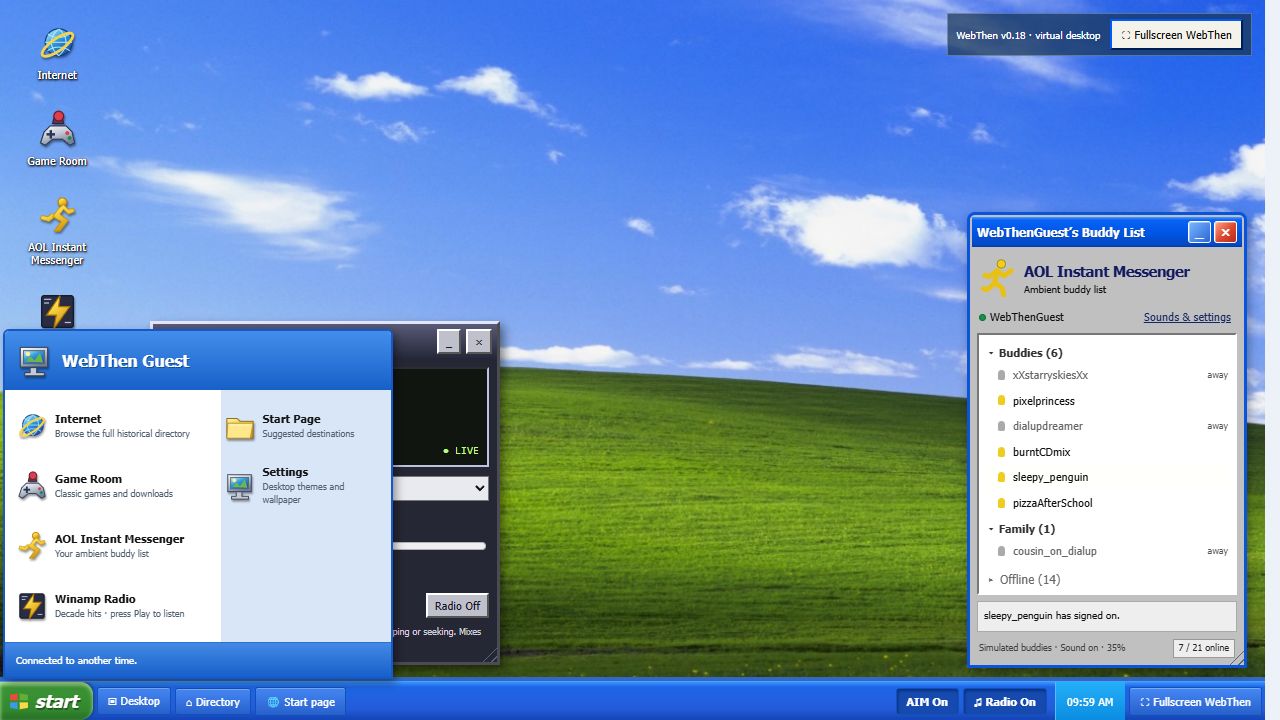 Internet
Game Room
AOL Instant
Messenger
WebThen v0.18 · virtual desktop
Fullscreen WebThen
WebThen Guest
Internet
Browse the full historical directory
Game Room
Classic games and downloads
AOL Instant Messenger
Your ambient buddy list
Winamp Radio
Decade hits · press Play to listen
Start Page
Suggested destinations
Settings
Desktop themes and
wallpaper
Connected to another time.
● LIVE
Radio Off
ping or seeking. Mixes
WebThenGuest's Buddy List
AOL Instant Messenger
Ambient buddy list
WebThenGuest
Sounds & settings
Buddies (6)
xXstarryskiesXx away
pixelprincess
dialupdreamer away
burntCDmix
sleepy_penguin
pizzaAfterSchool
Family (1)
cousin_on_dialup away
Offline (14)
sleepy_penguin has signed on.
Simulated buddies · Sound on · 35%
7 / 21 online
start
Desktop
Directory
Start page
AIM On
♫ Radio On
09:59 AM
Fullscreen WebThen